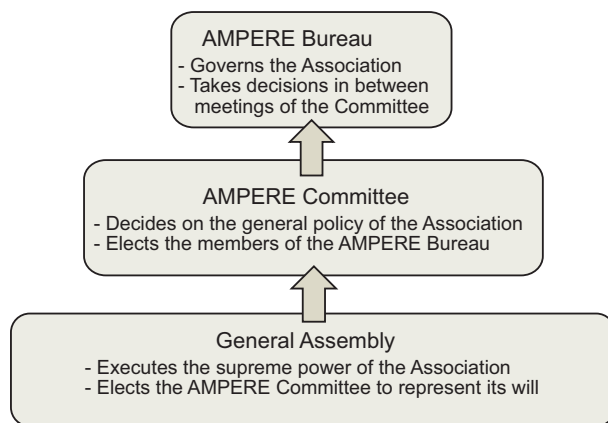 AMPERE Bureau
- Governs the Association
- Takes decisions in between
meetings of the Committee
AMPERE Committee
- Decides on the general policy of the Association
- Elects the members of the AMPERE Bureau
General Assembly
- Executes the supreme power of the Association
- Elects the AMPERE Committee to represent its will